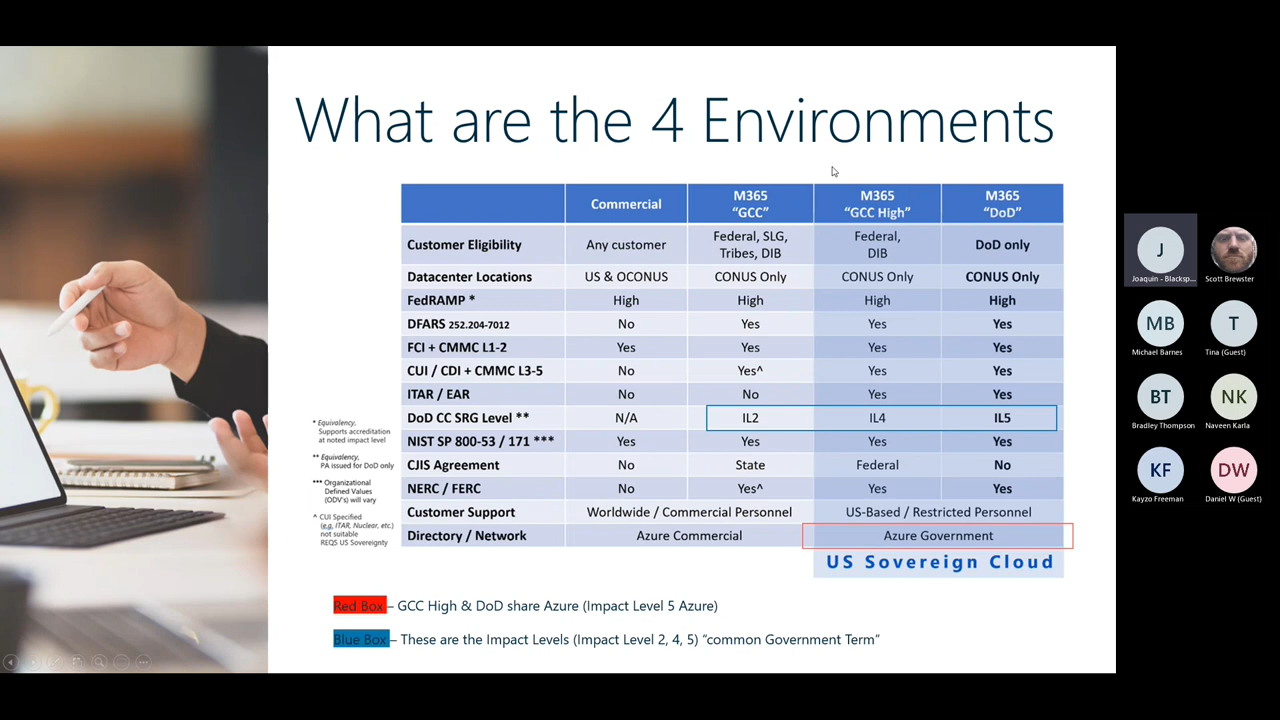 What are the 4 Environments
Commercial
M365 "GCC"
M365 "GCC High"
M365 "DoD"
Customer Eligibility
Any customer
Federal, SLG, Tribes, DIB
Federal, DIB
DoD only
Datacenter Locations
US & OCONUS
CONUS Only
CONUS Only
CONUS Only
FedRAMP *
High
High
High
High
DFARS 252.204-7012
No
Yes
Yes
Yes
FCI + CMMC L1-2
Yes
Yes
Yes
Yes
CUI / CDI + CMMC L3-5
No
Yes^
Yes
Yes
ITAR / EAR
No
No
Yes
Yes
DoD CC SRG Level **
N/A
IL2
IL4
IL5
NIST SP 800-53 / 171 ***
Yes
Yes
Yes
Yes
CJIS Agreement
No
State
Federal
No
NERC / FERC
No
Yes^
Yes
Yes
Customer Support
Worldwide / Commercial Personnel
US-Based / Restricted Personnel
Directory / Network
Azure Commercial
Azure Government
US Sovereign Cloud
* Equivalency,
Supports accreditation
at noted impact level
** Equivalency,
PA issued for DoD only
*** Organizational
Defined Values
(ODV's) will vary
^ CUI Specified
(e.g, ITAR, Nuclear, etc.)
not suitable
REQS US Sovereignty
Red Box – GCC High & DoD share Azure (Impact Level 5 Azure)
Blue Box – These are the Impact Levels (Impact Level 2, 4, 5) "common Government Term"
J
Joaquin - Blacksp...
Scott Brewster
MB
Michael Barnes
T
Tina (Guest)
BT
Bradley Thompson
NK
Naveen Karla
KF
Kayzo Freeman
DW
Daniel W (Guest)